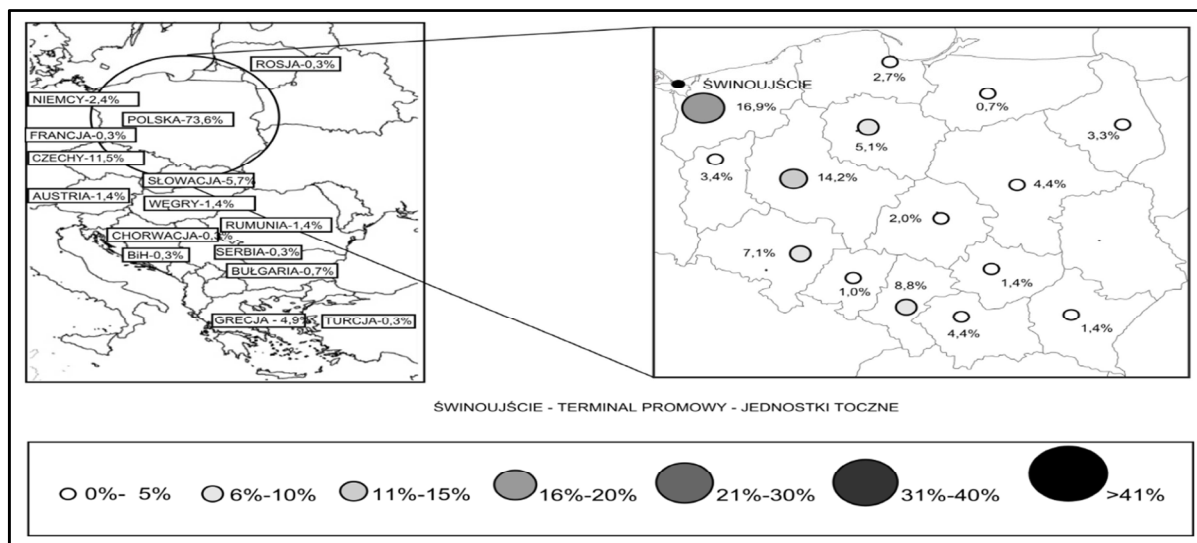 ROSJA-0,3%
NIEMCY-2,4%
POLSKA-73,6%
FRANCJA-0,3%
CZECHY-11,5%
SŁOWACJA-5,7%
AUSTRIA-1,4%
WĘGRY-1,4%
RUMUNIA-1,4%
CHORWACJA-0,3%
BiH-0,3%
SERBIA-0,3%
BUŁGARIA-0,7%
GRECJA - 4,9%
TURCJA-0,3%
2,7%
ŚWINOUJŚCIE
16,9%
0,7%
5,1%
3,3%
3,4%
14,2%
4,4%
2,0%
7,1%
8,8%
1,0%
1,4%
4,4%
1,4%
ŚWINOUJŚCIE - TERMINAL PROMOWY - JEDNOSTKI TOCZNE
0%- 5% 6%-10% 11%-15% 16%-20% 21%-30% 31%-40% >41%